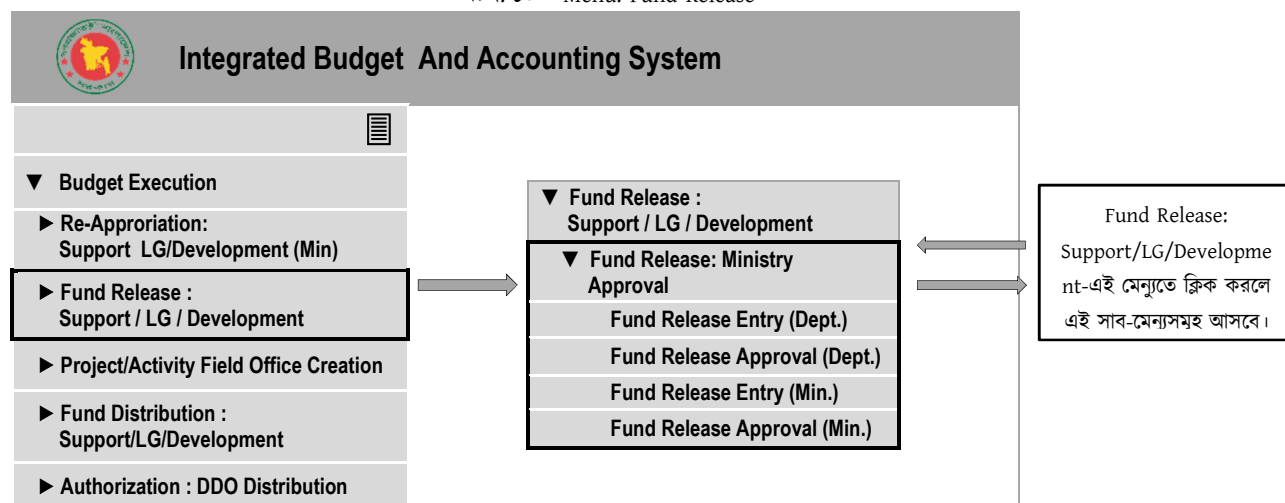 Menu: Fund Release
Integrated Budget And Accounting System
▼ Budget Execution
▶ Re-Approriation:
Support LG/Development (Min)
▶ Fund Release :
Support / LG / Development
▶ Project/Activity Field Office Creation
▶ Fund Distribution :
Support/LG/Development
▶ Authorization : DDO Distribution
▼ Fund Release :
Support / LG / Development
▼ Fund Release: Ministry
Approval
Fund Release Entry (Dept.)
Fund Release Approval (Dept.)
Fund Release Entry (Min.)
Fund Release Approval (Min.)
Fund Release:
Support/LG/Developme
nt-এই মেন্যুতে ক্লিক করলে
এই সাব-মেন্যুসমূহ আসবে।